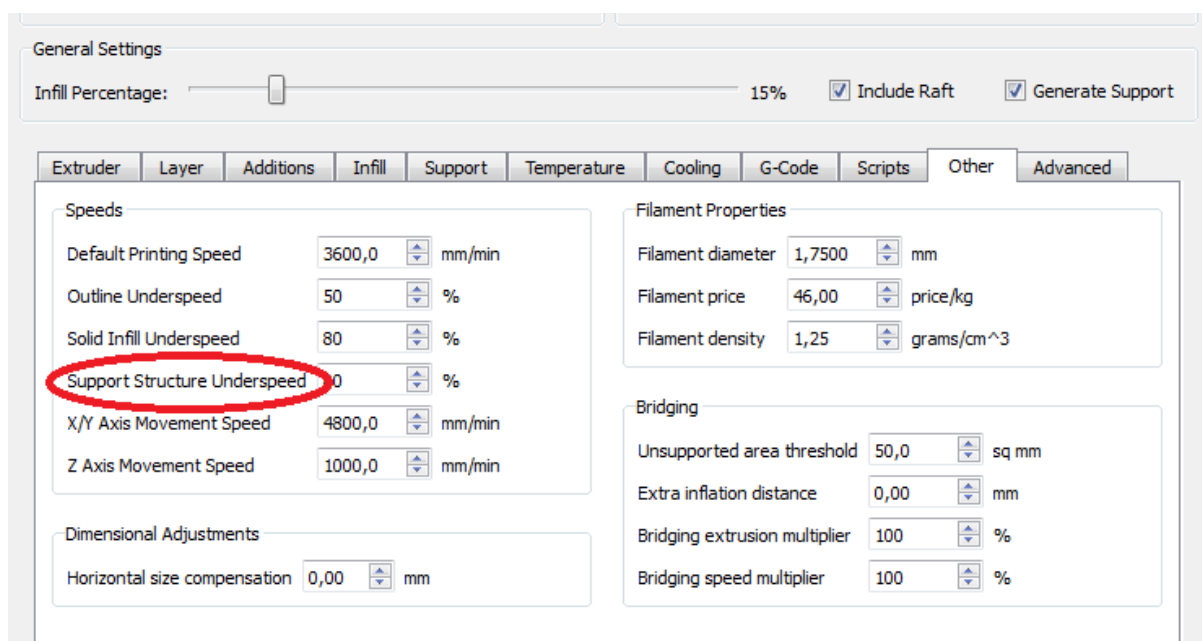 General Settings
Infill Percentage: 15% Include Raft Generate Support
Extruder Layer Additions Infill Support Temperature Cooling G-Code Scripts Other Advanced
Speeds
Default Printing Speed 3600,0 mm/min
Outline Underspeed 50 %
Solid Infill Underspeed 80 %
Support Structure Underspeed %
X/Y Axis Movement Speed 4800,0 mm/min
Z Axis Movement Speed 1000,0 mm/min
Dimensional Adjustments
Horizontal size compensation 0,00 mm
Filament Properties
Filament diameter 1,7500 mm
Filament price 46,00 price/kg
Filament density 1,25 grams/cm^3
Bridging
Unsupported area threshold 50,0 sq mm
Extra inflation distance 0,00 mm
Bridging extrusion multiplier 100 %
Bridging speed multiplier 100 %